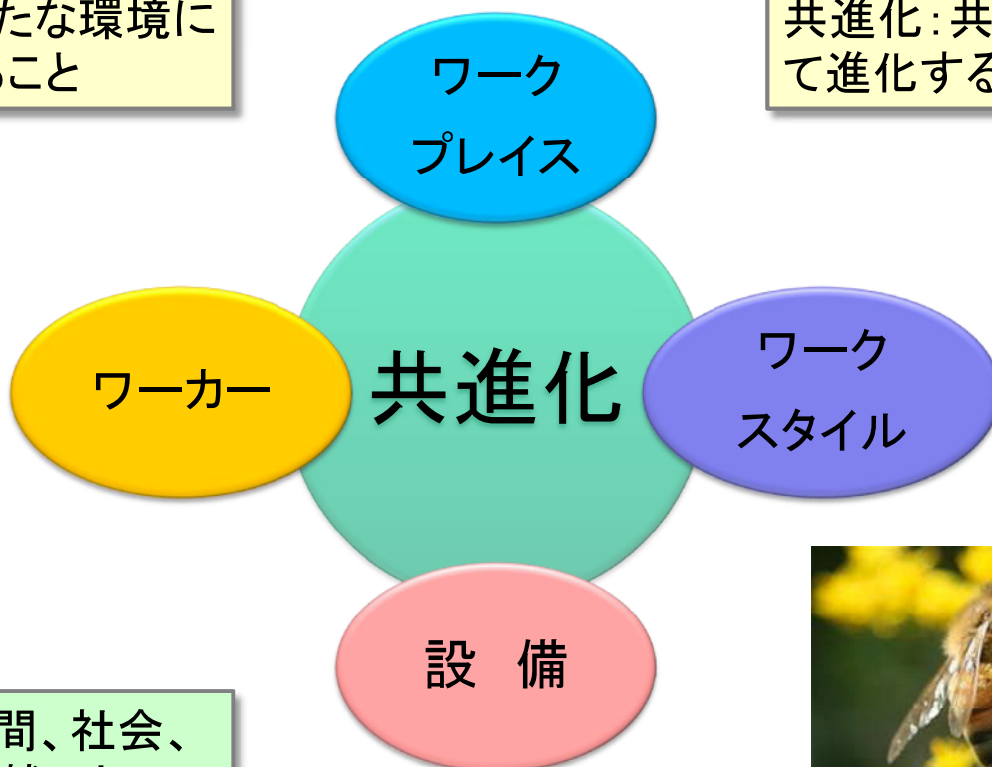 たな環境に
こと
共進化：共
て進化する
ワーク
プレイス
ワーカー
共進化
ワーク
スタイル
設　備
間、社会、